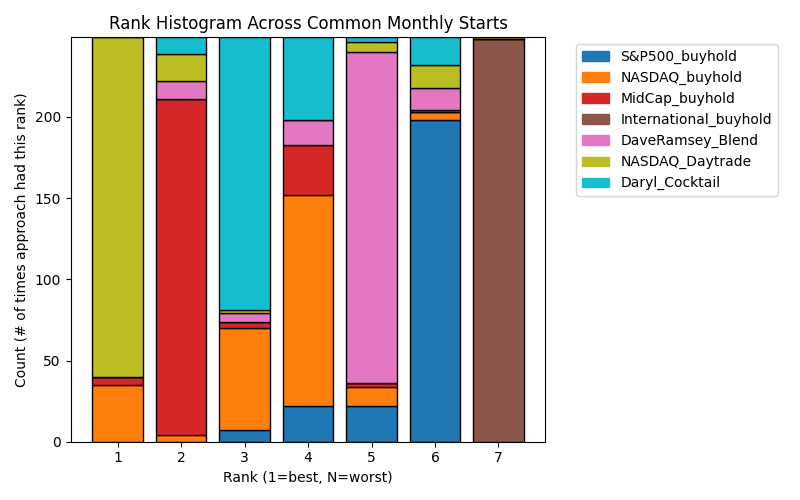 Rank Histogram Across Common Monthly Starts
Count (# of times approach had this rank)
200
150
100
50
0
1 2 3 4 5 6 7
Rank (1=best, N=worst)
S&P500_buyhold
NASDAQ_buyhold
MidCap_buyhold
International_buyhold
DaveRamsey_Blend
NASDAQ_Daytrade
Daryl_Cocktail